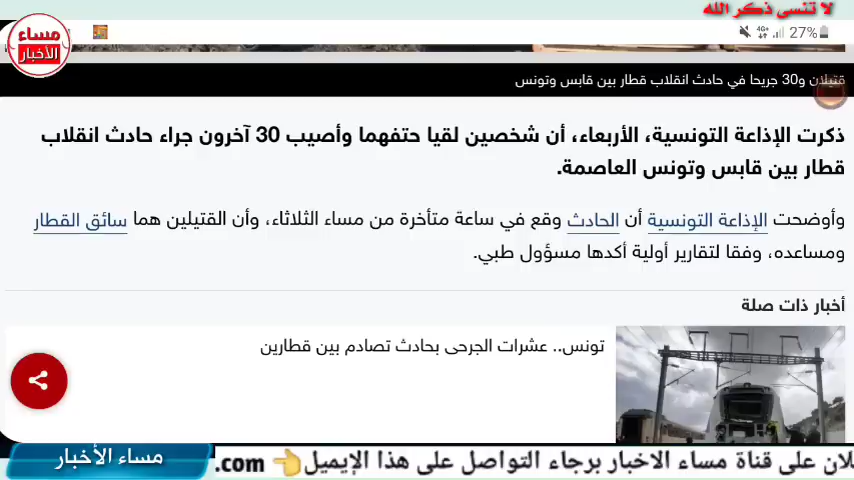 لا تنسى ذكر الله
مساء
الأخبار
4G+ 27%
قتيلان و30 جريحا في حادث انقلاب قطار بين قابس وتونس
ذكرت الإذاعة التونسية، الأربعاء، أن شخصين لقيا حتفهما وأصيب 30 آخرون جراء حادث انقلاب
قطار بين قابس وتونس العاصمة.
وأوضحت الإذاعة التونسية أن الحادث وقع في ساعة متأخرة من مساء الثلاثاء، وأن القتيلين هما سائق القطار
ومساعده، وفقا لتقارير أولية أكدها مسؤول طبي.
أخبار ذات صلة
تونس.. عشرات الجرحى بحادث تصادم بين قطارين
مساء الأخبار
لان على قناة مساء الاخبار برجاء التواصل على هذا الإيميل 👈 com.